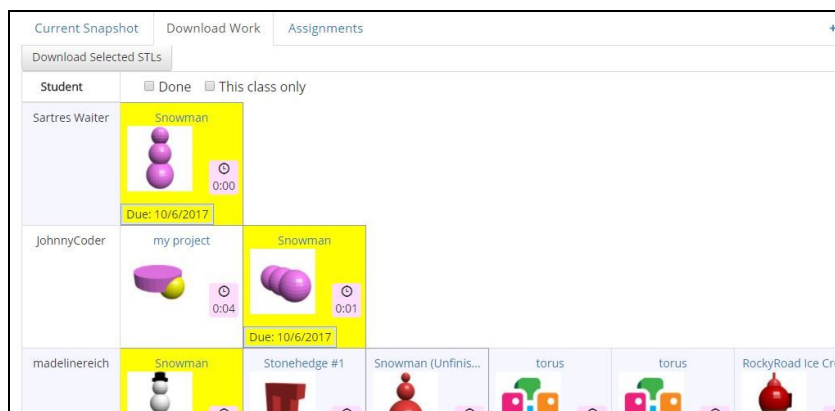 Current Snapshot Download Work Assignments +
Download Selected STLs
Student Done This class only
Sartres Waiter Snowman
0:00
Due: 10/6/2017
JohnnyCoder my project Snowman
0:04 0:01
Due: 10/6/2017
madelinereich Snowman Stonehedge #1 Snowman (Unfinis... torus torus RockyRoad Ice Cr